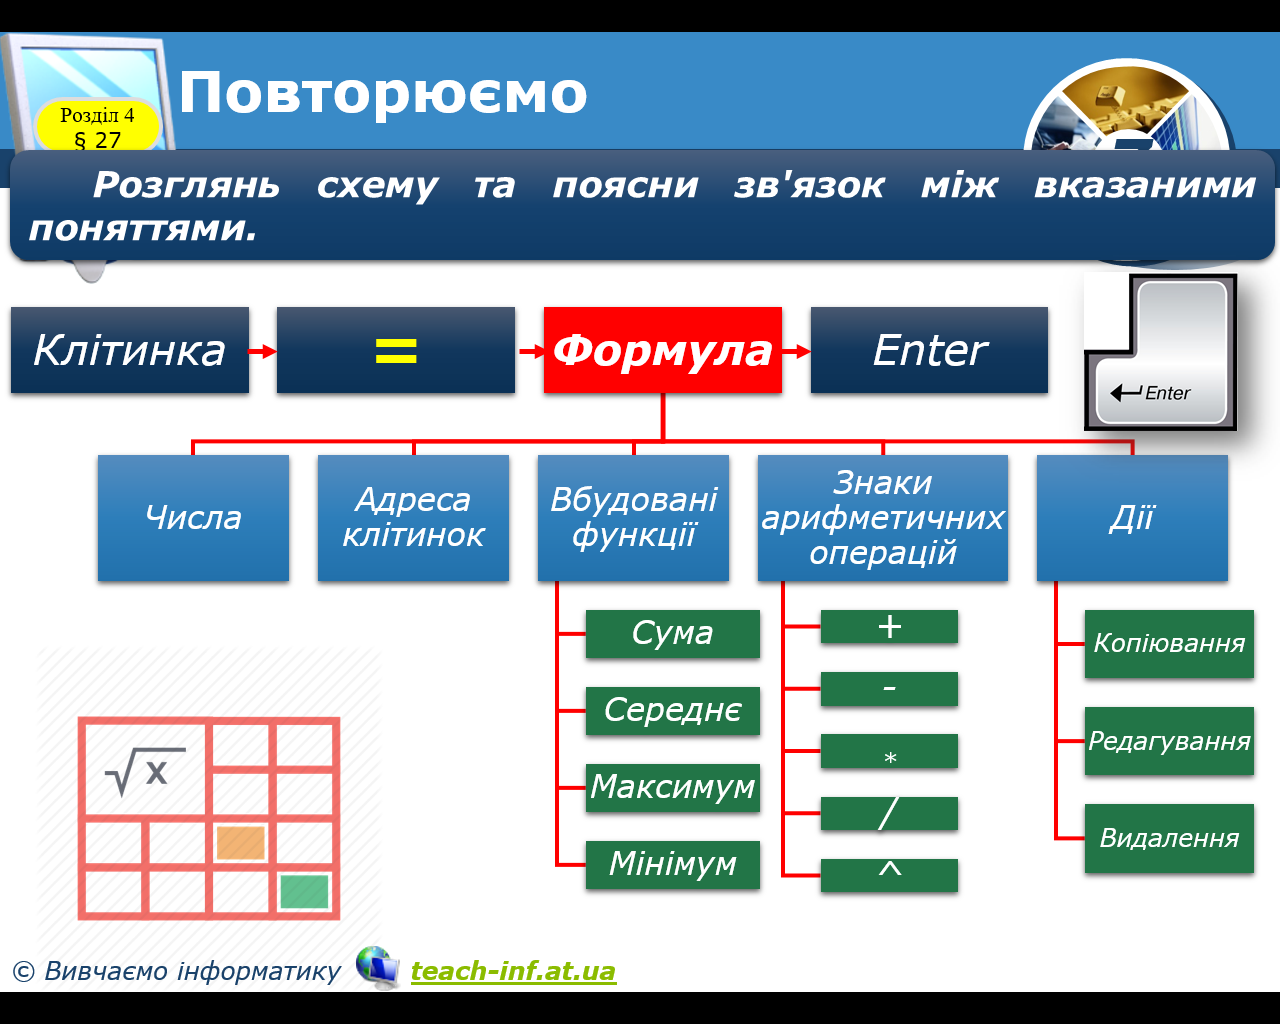 Повторюємо
Розділ 4
§ 27
Розглянь схему та поясни зв'язок між вказаними
поняттями.
Клітинка
=
Формула
Enter
Enter
Числа
Адреса
клітинок
Вбудовані
функції
Знаки
арифметичних
операцій
Дії
Сума
Середнє
Максимум
Мінімум
+
-
*
/
^
Копіювання
Редагування
Видалення
√x
© Вивчаємо інформатику
teach-inf.at.ua